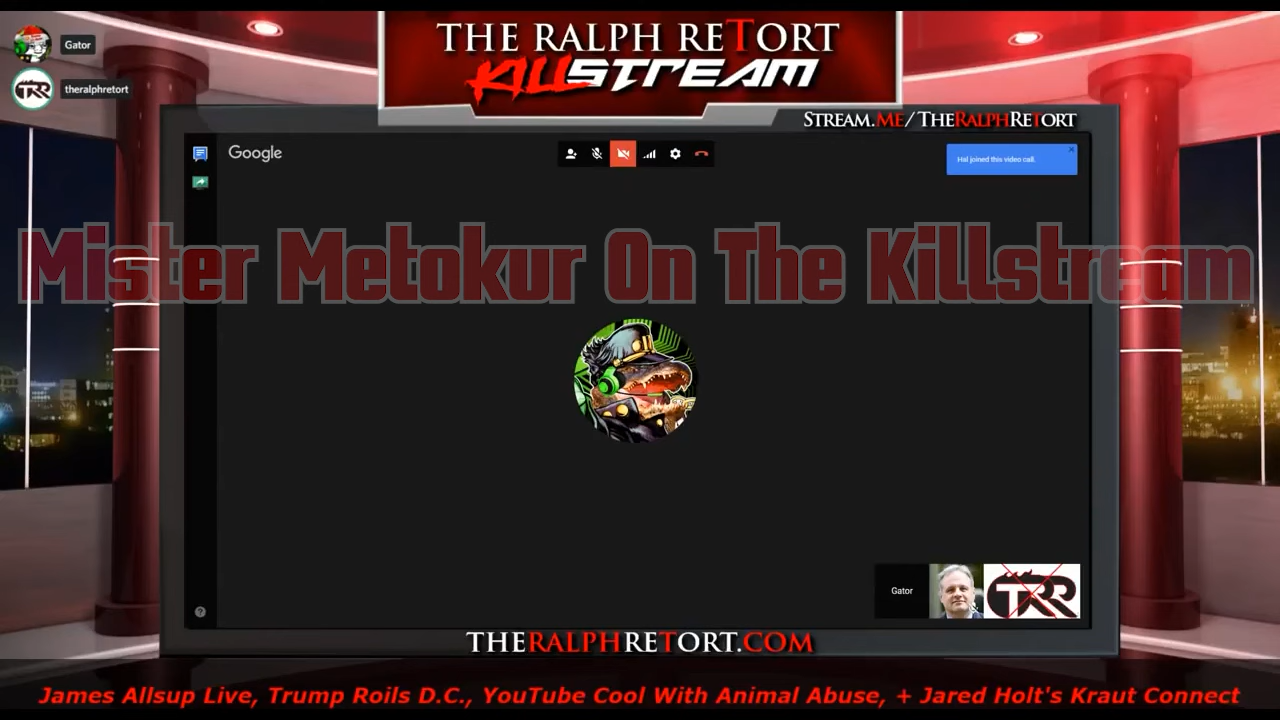 THE RALPH RETORT
KILLSTREAM
Gator
theralphretort
STREAM.ME/THERALPHRETORT
Google
Hal joined this video call.
Mister Metokur On The Killstream
Gator
TRR
THERALPHRETORT.COM
James Allsup Live, Trump Roils D.C., YouTube Cool With Animal Abuse, + Jared Holt's Kraut Connect